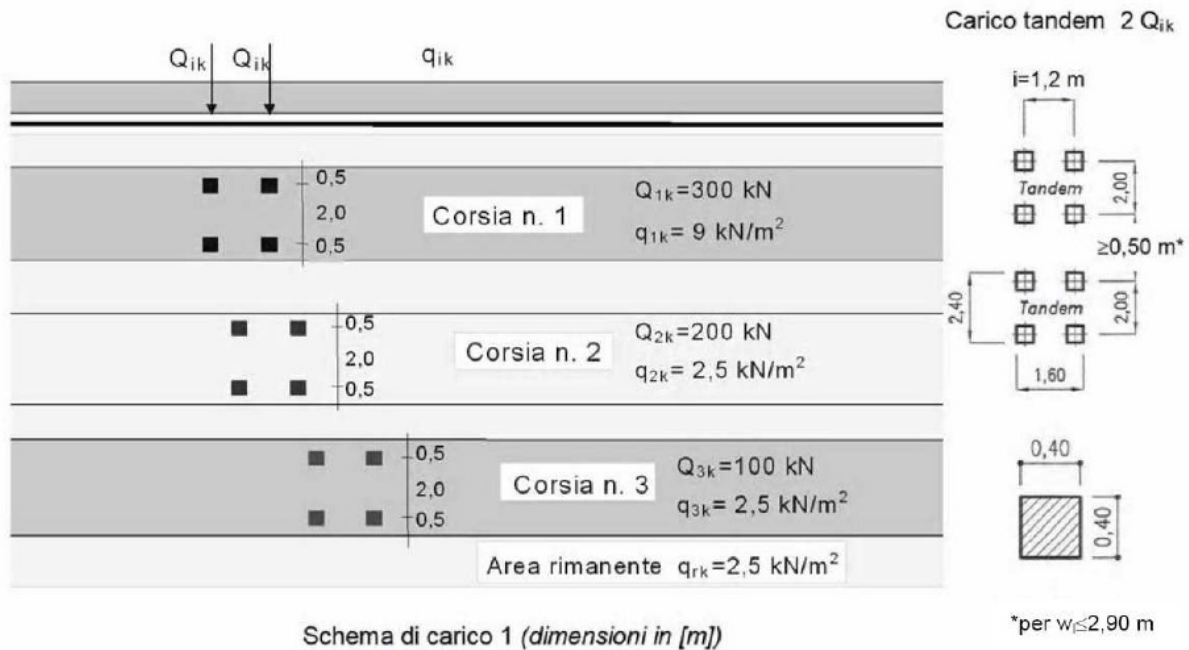 Carico tandem 2 Qik
Qik
Qik
qik
i=1,2 m
Corsia n. 1
0,5
2,0
0,5
Q1k=300 kN
q1k= 9 kN/m²
Tandem
2,00
≥0,50 m*
Corsia n. 2
0,5
2,0
0,5
Q2k=200 kN
q2k= 2,5 kN/m²
2,40
Tandem
2,00
1,60
Corsia n. 3
0,5
2,0
0,5
Q3k=100 kN
q3k= 2,5 kN/m²
0,40
0,40
Area rimanente qrk=2,5 kN/m²
Schema di carico 1 (dimensioni in [m])
*per wl≤2,90 m